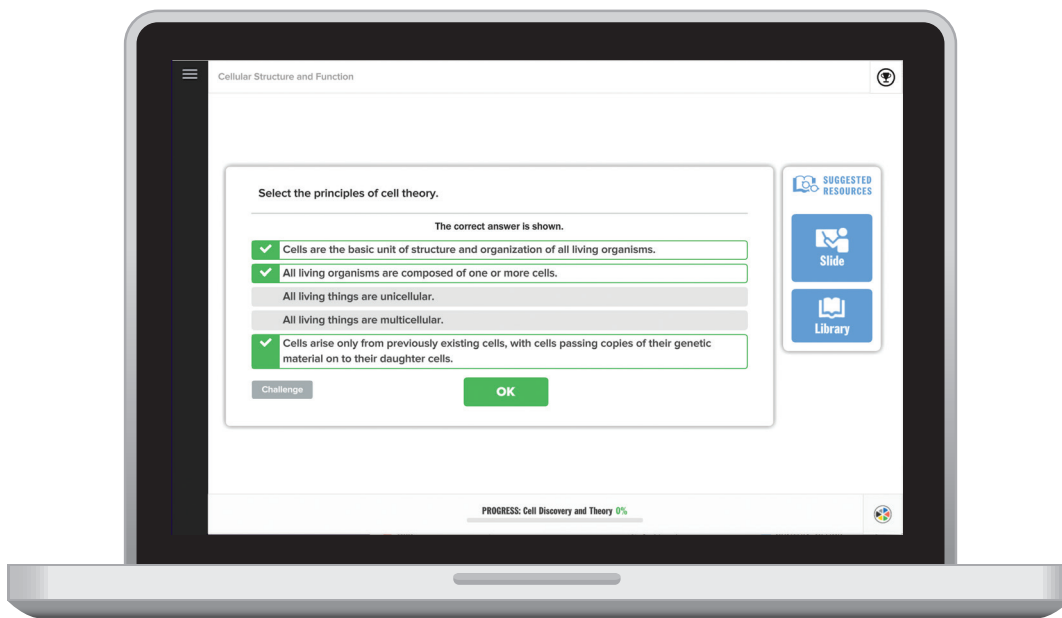 Cellular Structure and Function
Select the principles of cell theory.
The correct answer is shown.
Cells are the basic unit of structure and organization of all living organisms.
All living organisms are composed of one or more cells.
All living things are unicellular.
All living things are multicellular.
Cells arise only from previously existing cells, with cells passing copies of their genetic
material on to their daughter cells.
Challenge
OK
SUGGESTED
RESOURCES
Slide
Library
PROGRESS: Cell Discovery and Theory 0%